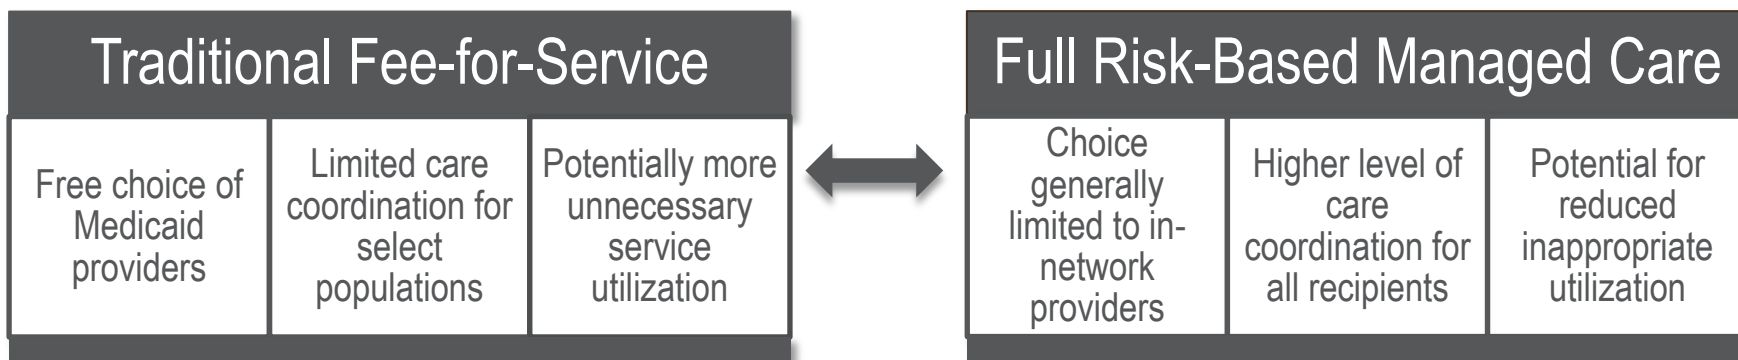 Traditional Fee-for-Service
Free choice of
Medicaid
providers
Limited care
coordination for
select
populations
Potentially more
unnecessary
service
utilization
Full Risk-Based Managed Care
Choice
generally
limited to in-
network
providers
Higher level of
care
coordination for
all recipients
Potential for
reduced
inappropriate
utilization